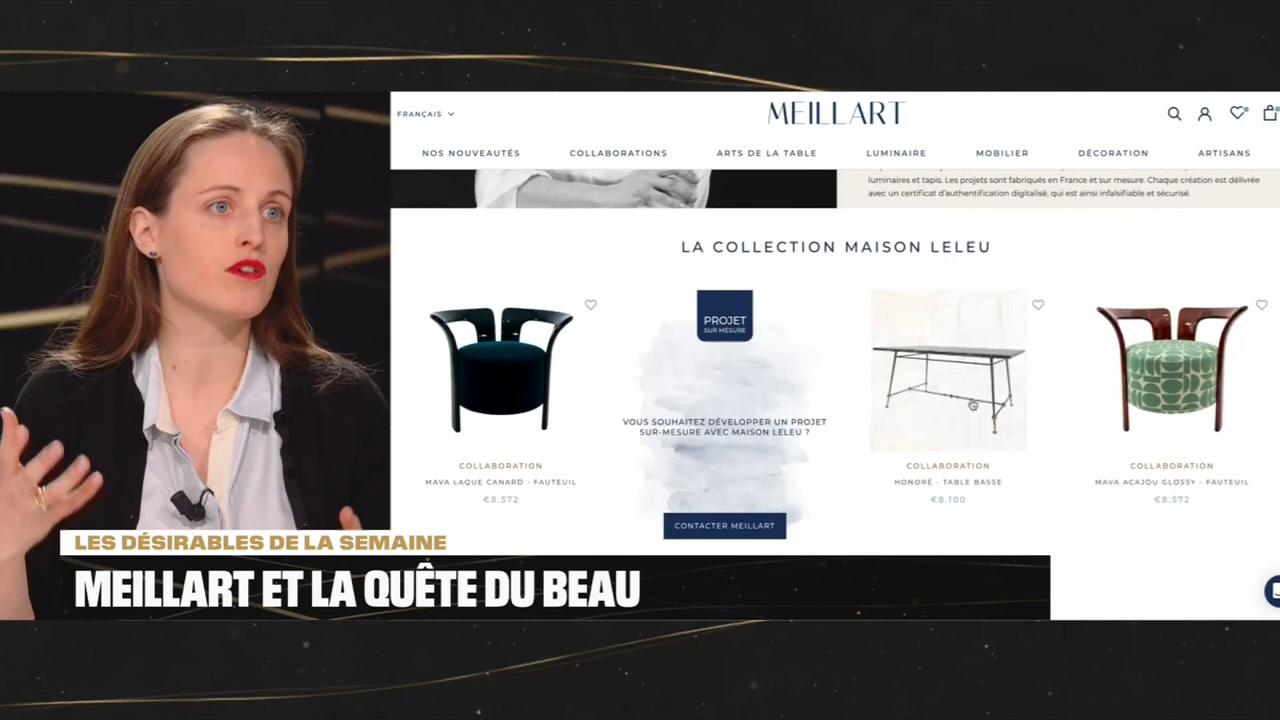 FRANÇAIS
MEILLART
NOS NOUVEAUTÉS COLLABORATIONS ARTS DE LA TABLE LUMINAIRE MOBILIER DÉCORATION ARTISANS
luminaires et tapis. Les projets sont fabriqués en France et sur mesure. Chaque création est délivrée
avec un certificat d'authentification digitalisé, qui est ainsi infalsifiable et sécurisé.
LA COLLECTION MAISON LELEU
PROJET
SUR MESURE
VOUS SOUHAITEZ DÉVELOPPER UN PROJET
SUR-MESURE AVEC MAISON LELEU ?
CONTACTER MEILLART
COLLABORATION
MAVA LAQUE CANARD - FAUTEUIL
€8.572
COLLABORATION
HONORÉ - TABLE BASSE
€8.100
COLLABORATION
MAVA ACAJOU GLOSSY - FAUTEUIL
€8.572
LES DÉSIRABLES DE LA SEMAINE
MEILLART ET LA QUÊTE DU BEAU